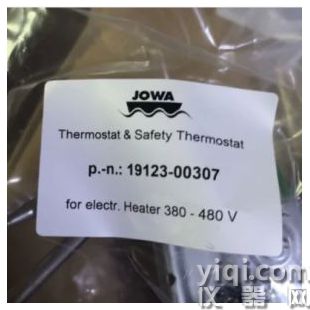 JOWA
Thermostat & Safety Thermostat
p.-n.: 19123-00307
for electr. Heater 380 - 480 V
yiqi.com
仪器网